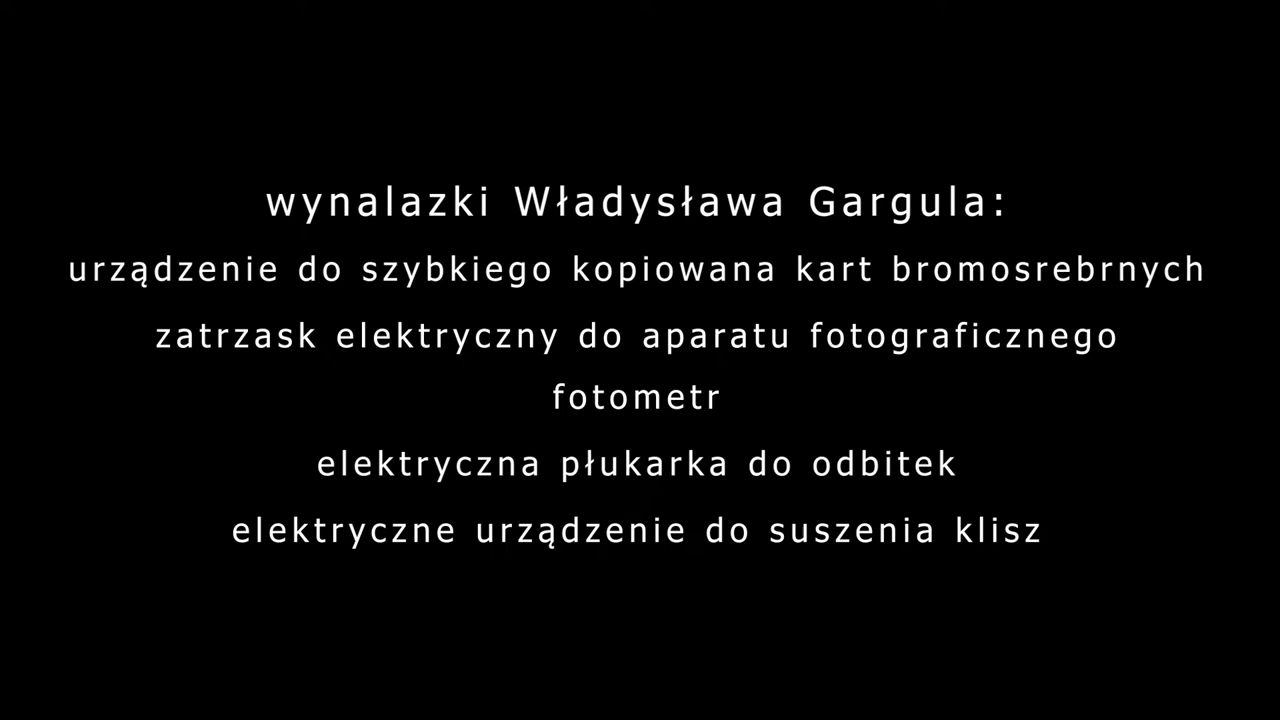 wynalazki Władysława Gargula:
urządzenie do szybkiego kopiowana kart bromosrebrnych
zatrzask elektryczny do aparatu fotograficznego
fotometr
elektryczna płukarka do odbitek
elektryczne urządzenie do suszenia klisz